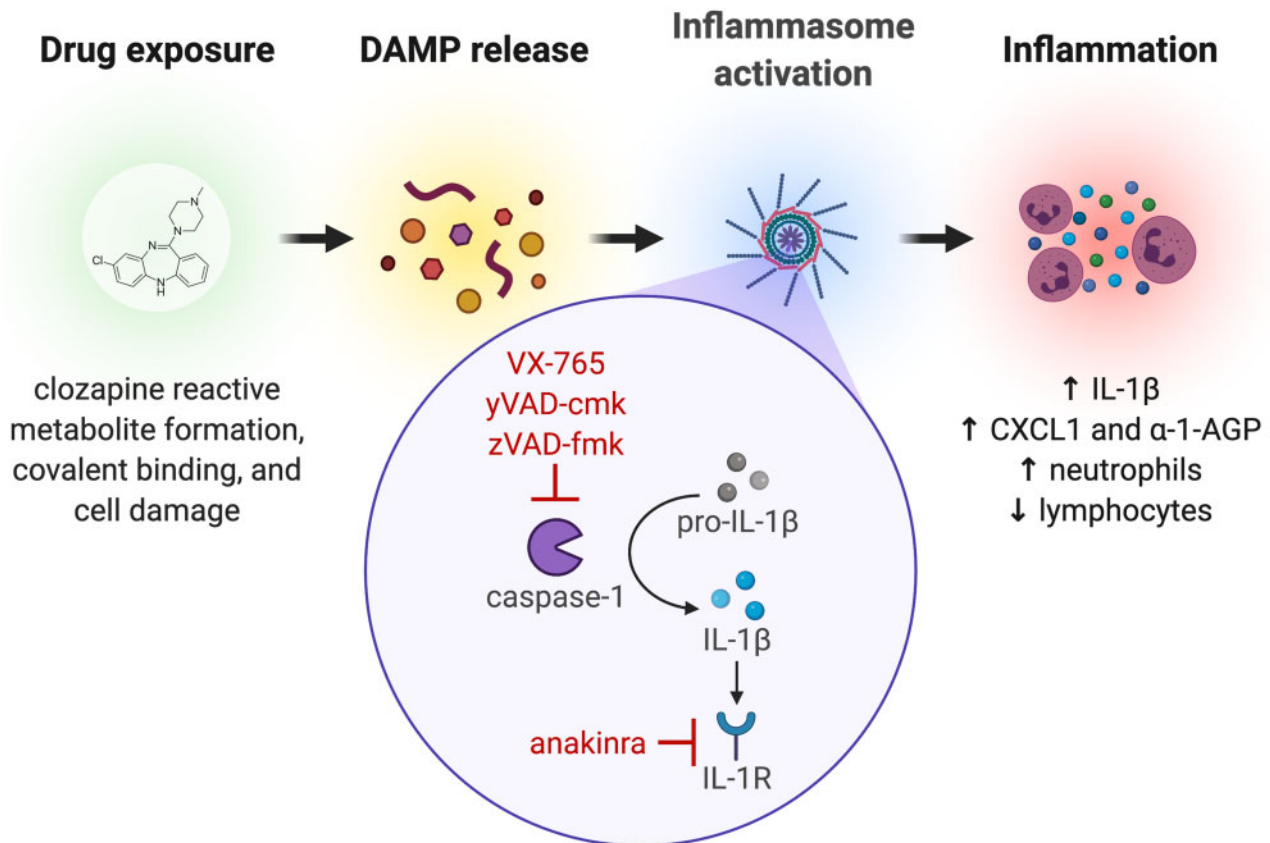 Drug exposure
DAMP release
Inflammasome
activation
Inflammation
N
N
N
Cl
N
H
clozapine reactive
metabolite formation,
covalent binding, and
cell damage
VX-765
yVAD-cmk
zVAD-fmk
caspase-1
pro-IL-1β
IL-1β
anakinra
IL-1R
↑ IL-1β
↑ CXCL1 and α-1-AGP
↑ neutrophils
↓ lymphocytes